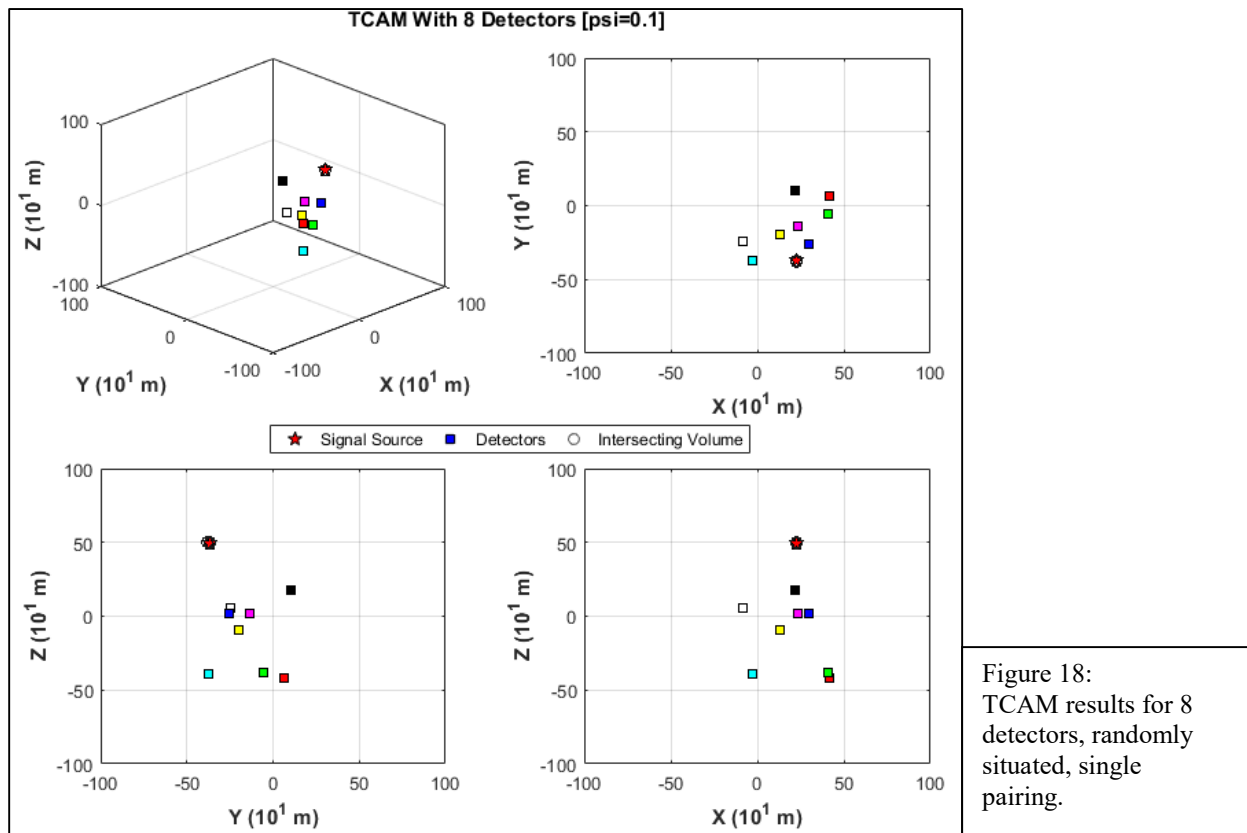 TCAM With 8 Detectors [psi=0.1]
100
0
-100
Z (10¹ m)
100
0
-100
Y (10¹ m)
-100
0
100
X (10¹ m)
100
50
0
-50
-100
Y (10¹ m)
-100 -50 0 50 100
X (10¹ m)
Signal Source Detectors Intersecting Volume
100
50
0
-50
-100
Z (10¹ m)
-100 -50 0 50 100
Y (10¹ m)
100
50
0
-50
-100
Z (10¹ m)
-100 -50 0 50 100
X (10¹ m)
Figure 18:
TCAM results for 8
detectors, randomly
situated, single
pairing.